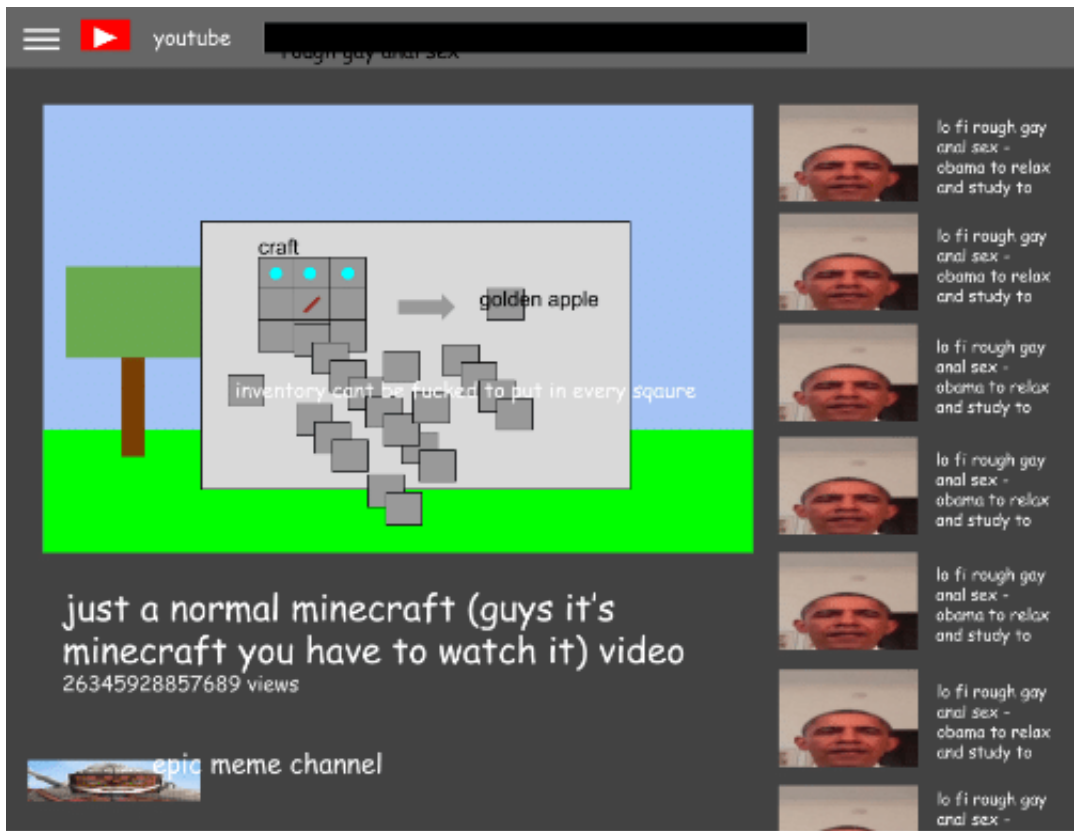 youtube
rough gay anal sex
craft
golden apple
inventory cant be fucked to put in every sqaure
just a normal minecraft (guys it's
minecraft you have to watch it) video
26345928857689 views
epic meme channel
lo fi rough gay
anal sex -
obama to relax
and study to
lo fi rough gay
anal sex -
obama to relax
and study to
lo fi rough gay
anal sex -
obama to relax
and study to
lo fi rough gay
anal sex -
obama to relax
and study to
lo fi rough gay
anal sex -
obama to relax
and study to
lo fi rough gay
anal sex -
obama to relax
and study to
lo fi rough gay
anal sex -